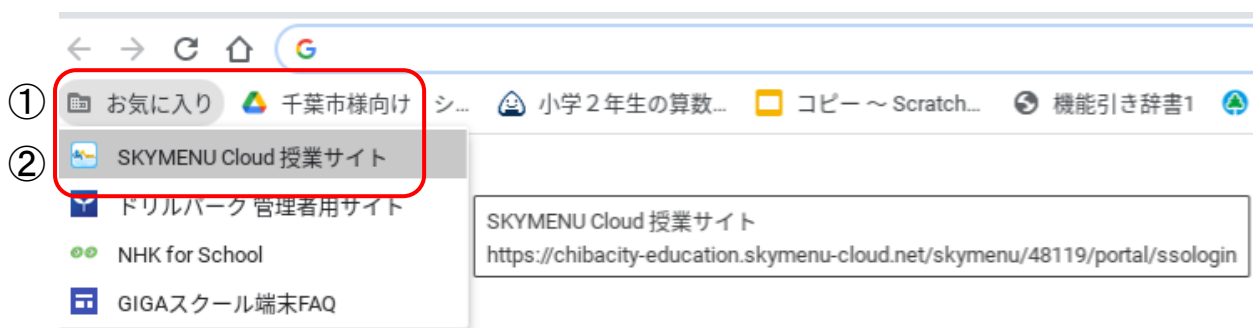 ① お気に入り 千葉市様向け シ... 小学２年生の算数... コピー ～ Scratch... 機能引き辞書1
② SKYMENU Cloud 授業サイト
ドリルパーク 管理者用サイト
SKYMENU Cloud 授業サイト
https://chibacity-education.skymenu-cloud.net/skymenu/48119/portal/ssologin
NHK for School
GIGAスクール端末FAQ